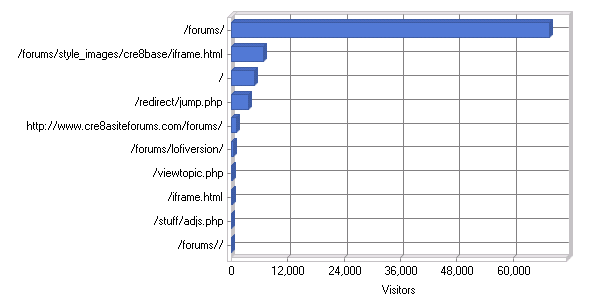 /forums/
/forums/style_images/cre8base/iframe.html
/
/redirect/jump.php
http://www.cre8asiteforums.com/forums/
/forums/lofiversion/
/viewtopic.php
/iframe.html
/stuff/adjs.php
/forums//
0 12,000 24,000 36,000 48,000 60,000
Visitors